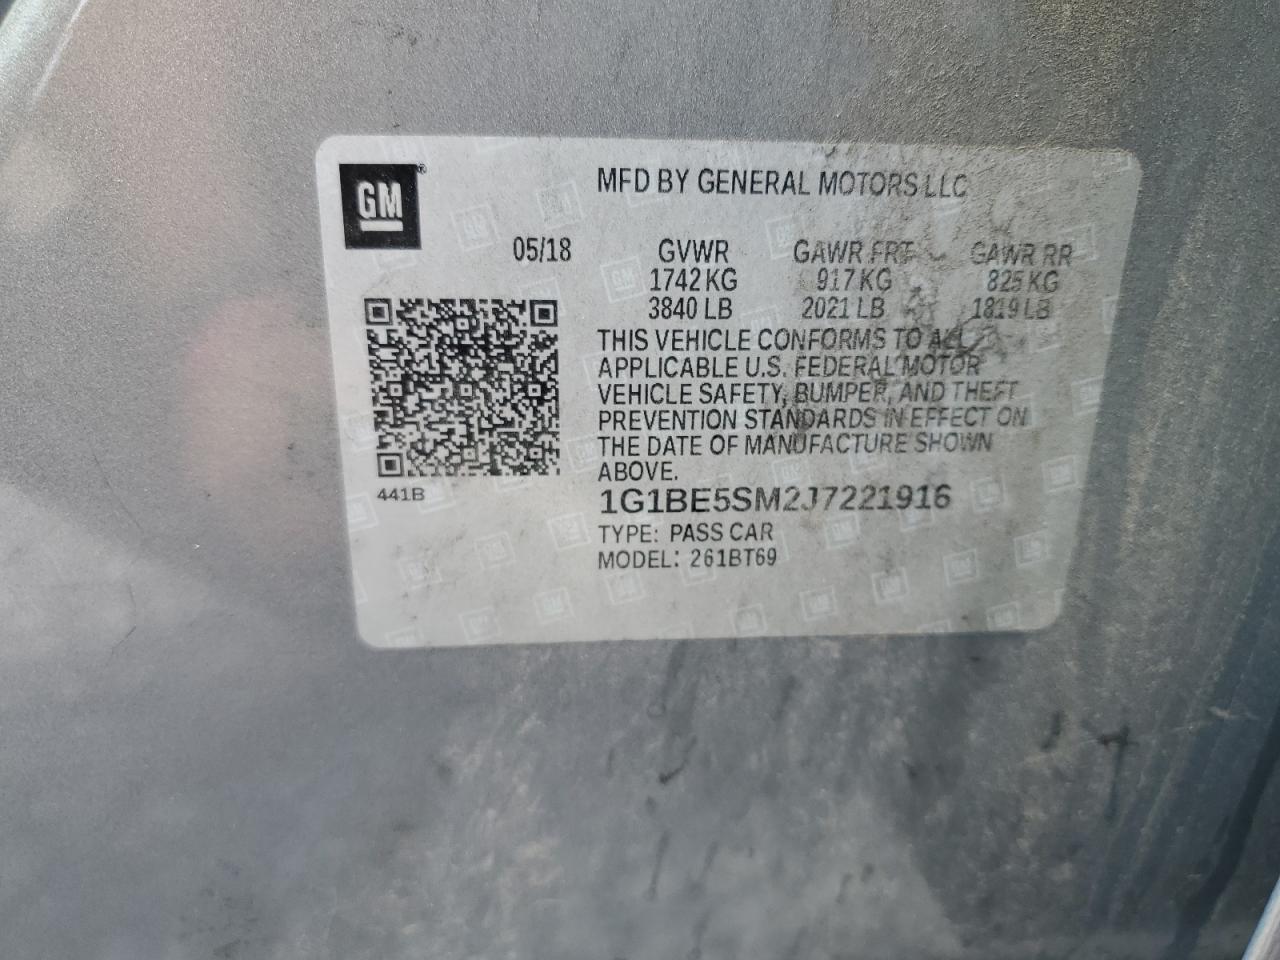 GM®
MFD BY GENERAL MOTORS LLC
05/18 GVWR GAWR FRT GAWR RR
1742 KG 917 KG 825 KG
3840 LB 2021 LB 1819 LB
THIS VEHICLE CONFORMS TO ALL
APPLICABLE U.S. FEDERAL MOTOR
VEHICLE SAFETY, BUMPER, AND THEFT
PREVENTION STANDARDS IN EFFECT ON
THE DATE OF MANUFACTURE SHOWN
ABOVE.
441B
1G1BE5SM2J7221916
TYPE: PASS CAR
MODEL: 261BT69